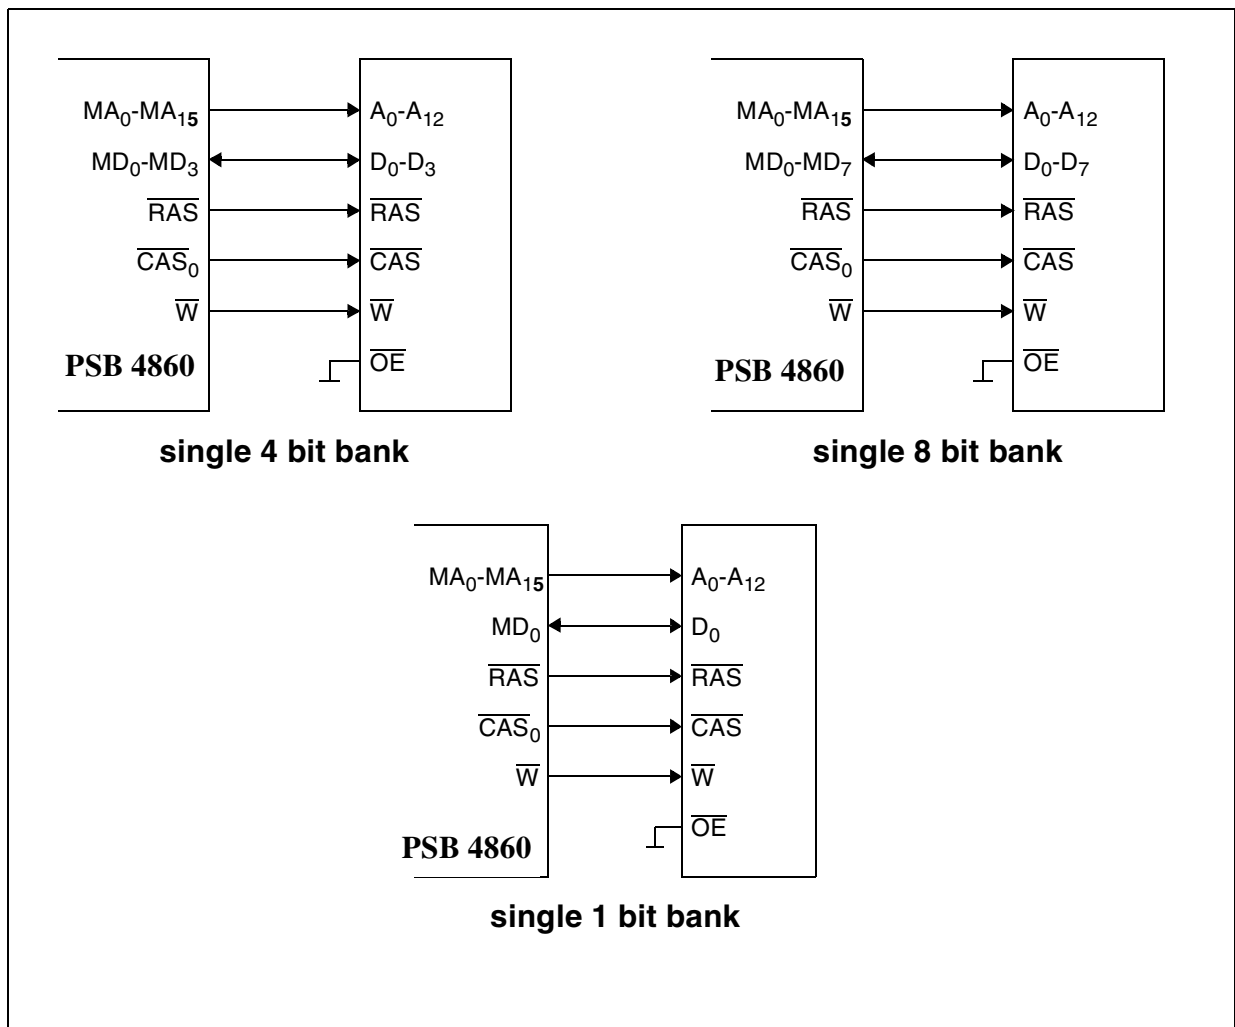 MA0-MA15 A0-A12
MD0-MD3 D0-D3
RAS RAS
CAS0 CAS
W W
OE
PSB 4860
single 4 bit bank
MA0-MA15 A0-A12
MD0-MD7 D0-D7
RAS RAS
CAS0 CAS
W W
OE
PSB 4860
single 8 bit bank
MA0-MA15 A0-A12
MD0 D0
RAS RAS
CAS0 CAS
W W
OE
PSB 4860
single 1 bit bank